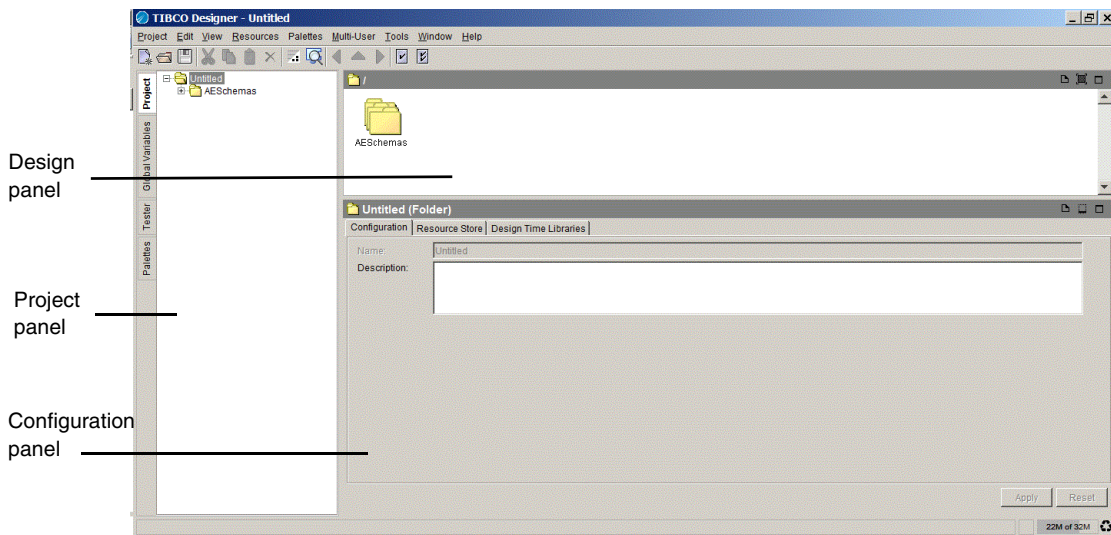 TIBCO Designer - Untitled
Project Edit View Resources Palettes Multi-User Tools Window Help
Project
Global Variables
Tester
Palettes
Untitled
AESchemas
/
AESchemas
Untitled (Folder)
Configuration Resource Store Design Time Libraries
Name: Untitled
Description:
Apply Reset
22M of 32M
Design
panel
Project
panel
Configuration
panel